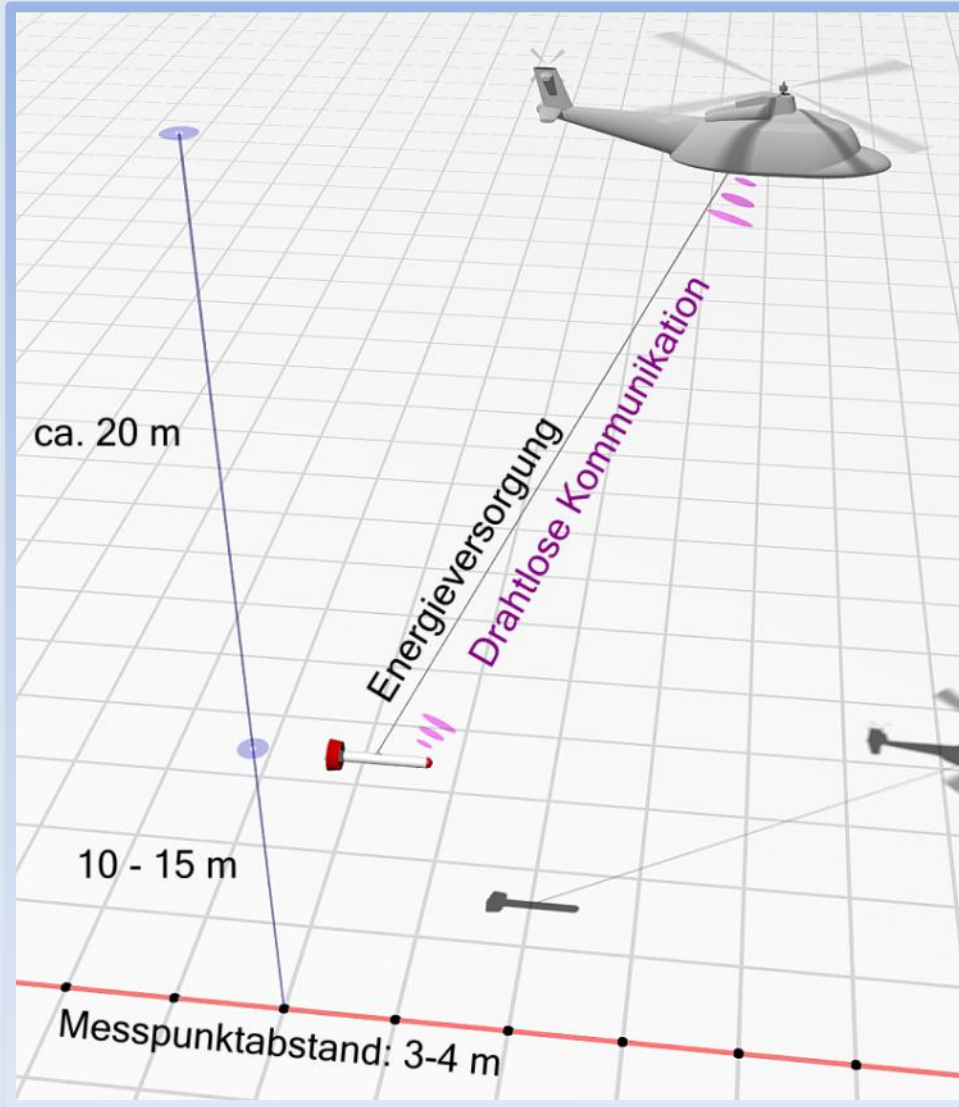 ca. 20 m
Energieversorgung
Drahtlose Kommunikation
10 - 15 m
Messpunktabstand: 3-4 m